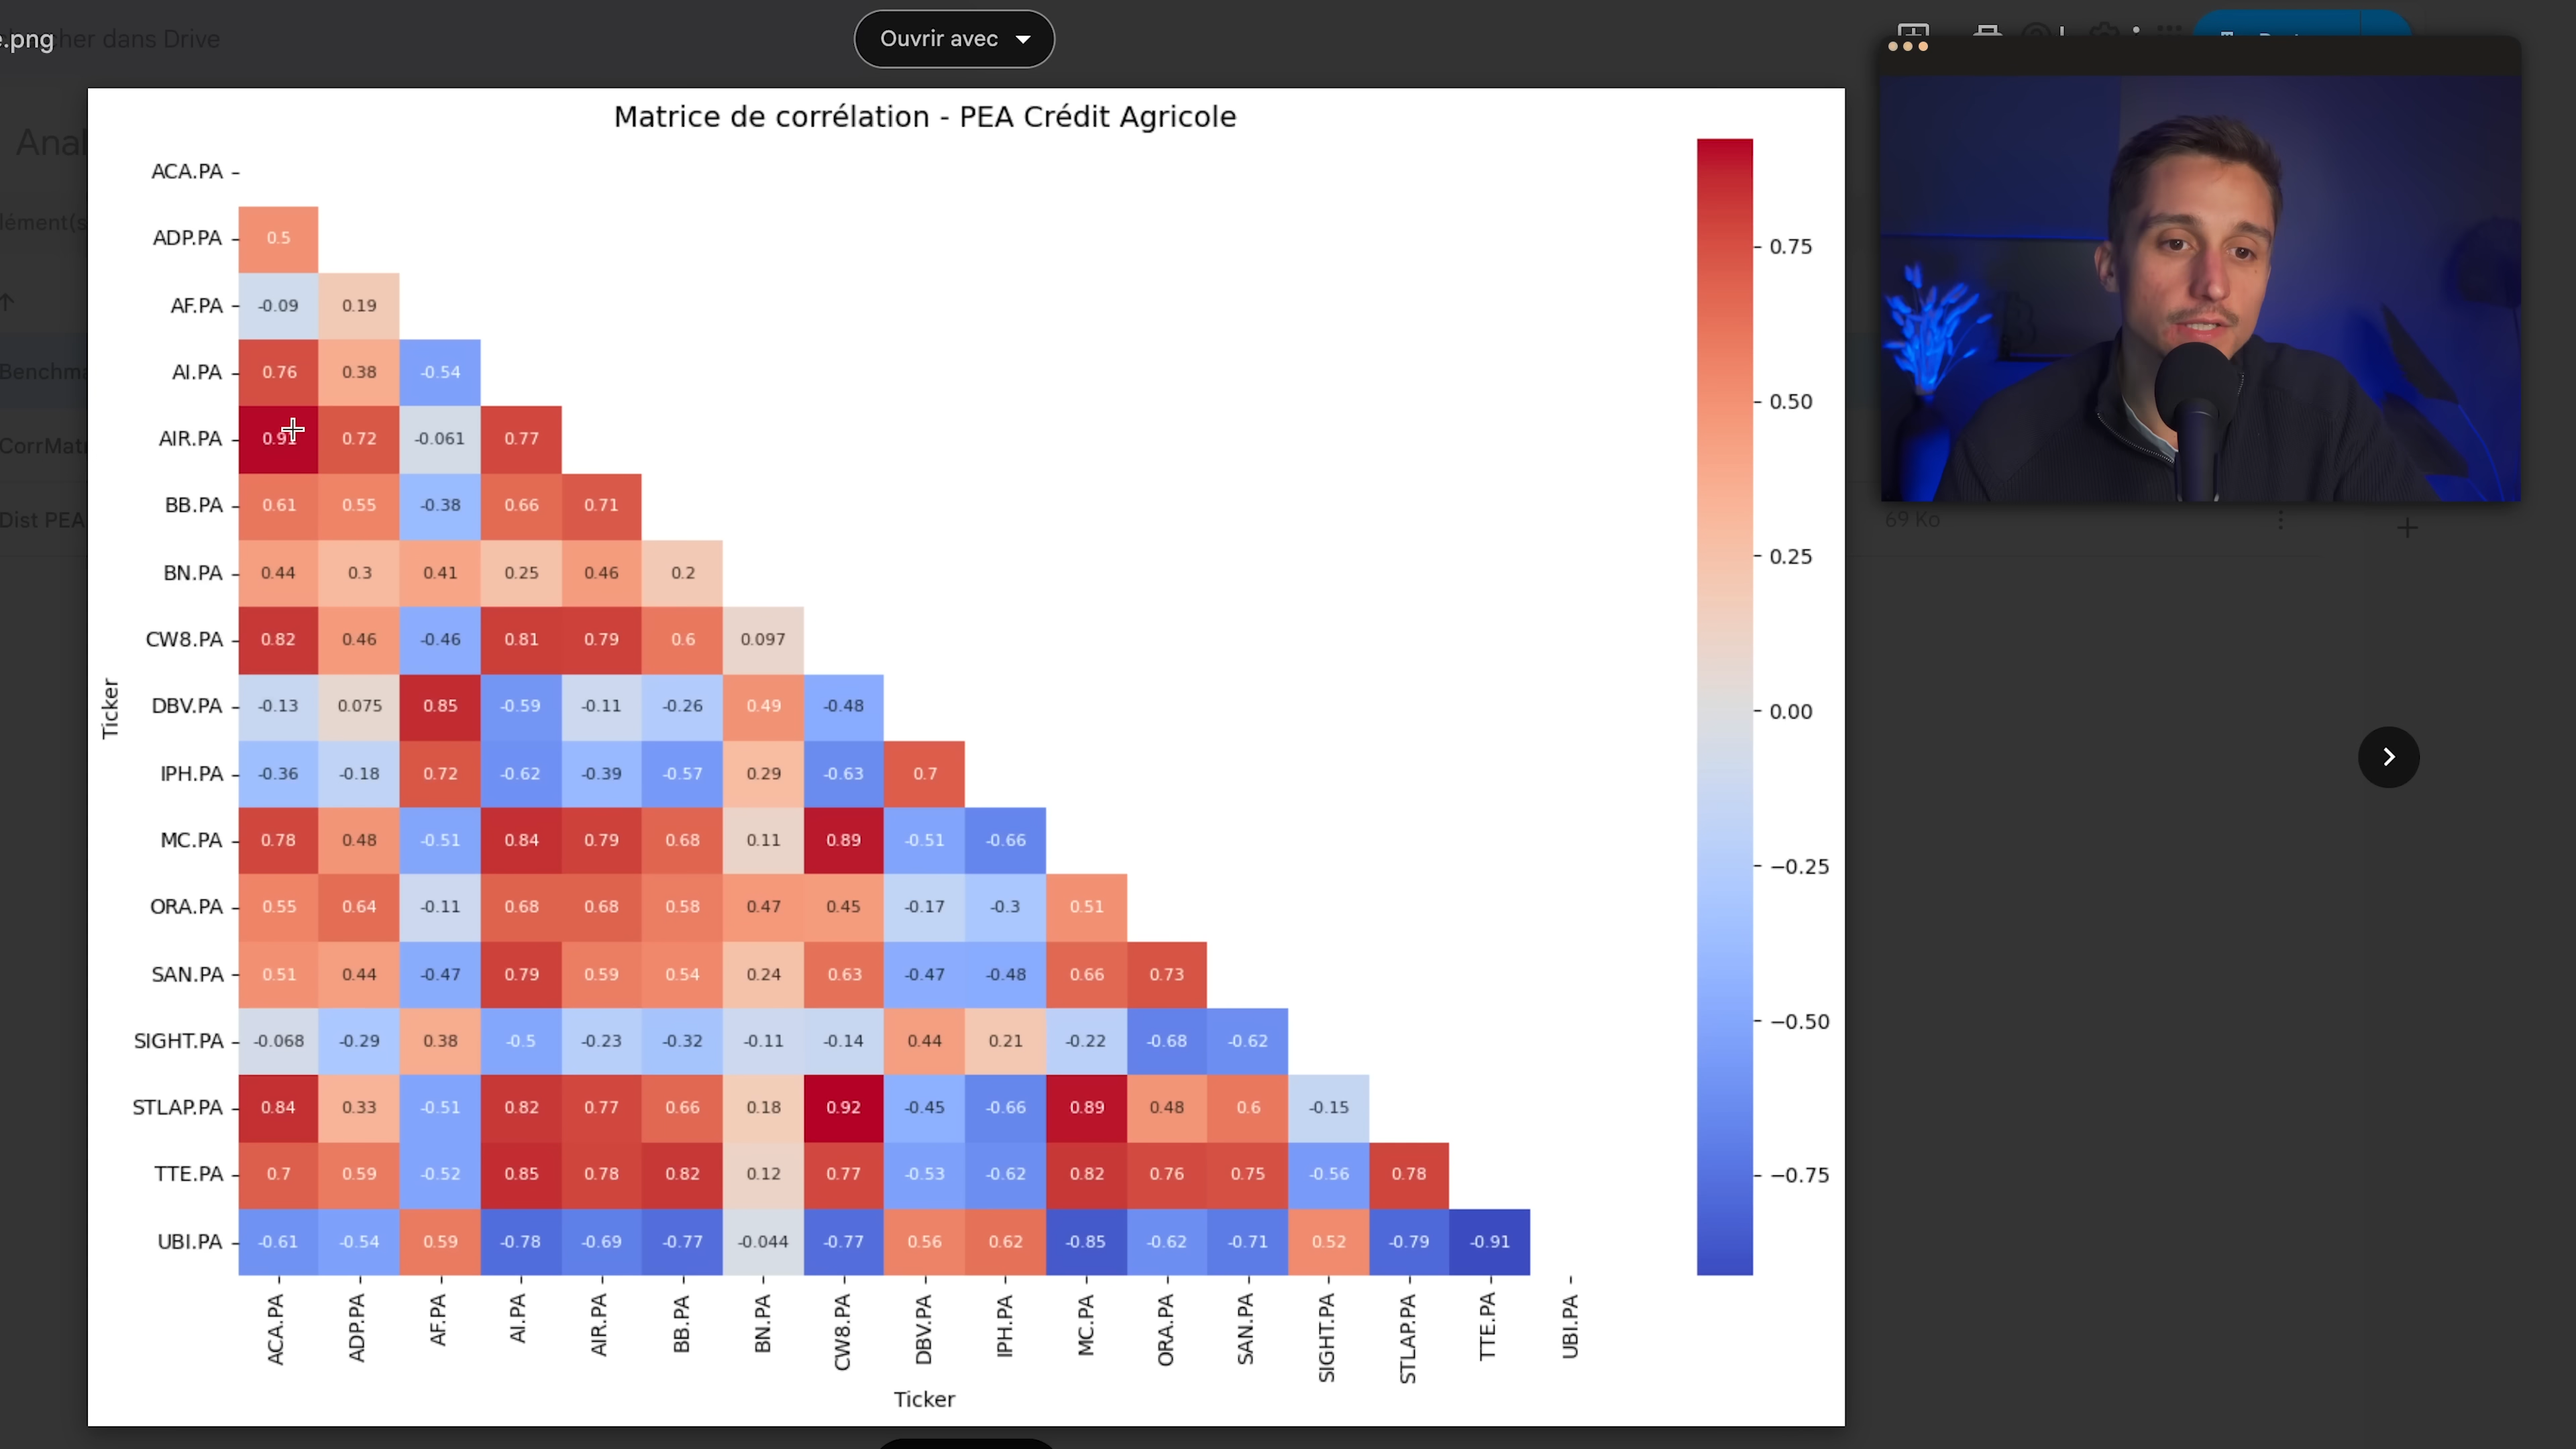 .png
cher dans Drive
Ouvrir avec
Anal
lément(s
Benchma
CorrMat
Dist PEA
69 Ko
Matrice de corrélation - PEA Crédit Agricole
ACA.PA
ADP.PA 0.5
AF.PA -0.09 0.19
AI.PA 0.76 0.38 -0.54
AIR.PA 0.91 0.72 -0.061 0.77
BB.PA 0.61 0.55 -0.38 0.66 0.71
BN.PA 0.44 0.3 0.41 0.25 0.46 0.2
CW8.PA 0.82 0.46 -0.46 0.81 0.79 0.6 0.097
DBV.PA -0.13 0.075 0.85 -0.59 -0.11 -0.26 0.49 -0.48
IPH.PA -0.36 -0.18 0.72 -0.62 -0.39 -0.57 0.29 -0.63 0.7
MC.PA 0.78 0.48 -0.51 0.84 0.79 0.68 0.11 0.89 -0.51 -0.66
ORA.PA 0.55 0.64 -0.11 0.68 0.68 0.58 0.47 0.45 -0.17 -0.3 0.51
SAN.PA 0.51 0.44 -0.47 0.79 0.59 0.54 0.24 0.63 -0.47 -0.48 0.66 0.73
SIGHT.PA -0.068 -0.29 0.38 -0.5 -0.23 -0.32 -0.11 -0.14 0.44 0.21 -0.22 -0.68 -0.62
STLAP.PA 0.84 0.33 -0.51 0.82 0.77 0.66 0.18 0.92 -0.45 -0.66 0.89 0.48 0.6 -0.15
TTE.PA 0.7 0.59 -0.52 0.85 0.78 0.82 0.12 0.77 -0.53 -0.62 0.82 0.76 0.75 -0.56 0.78
UBI.PA -0.61 -0.54 0.59 -0.78 -0.69 -0.77 -0.044 -0.77 0.56 0.62 -0.85 -0.62 -0.71 0.52 -0.79 -0.91
Ticker
ACA.PA ADP.PA AF.PA AI.PA AIR.PA BB.PA BN.PA CW8.PA DBV.PA IPH.PA MC.PA ORA.PA SAN.PA SIGHT.PA STLAP.PA TTE.PA UBI.PA
Ticker
0.75
0.50
0.25
0.00
−0.25
−0.50
−0.75